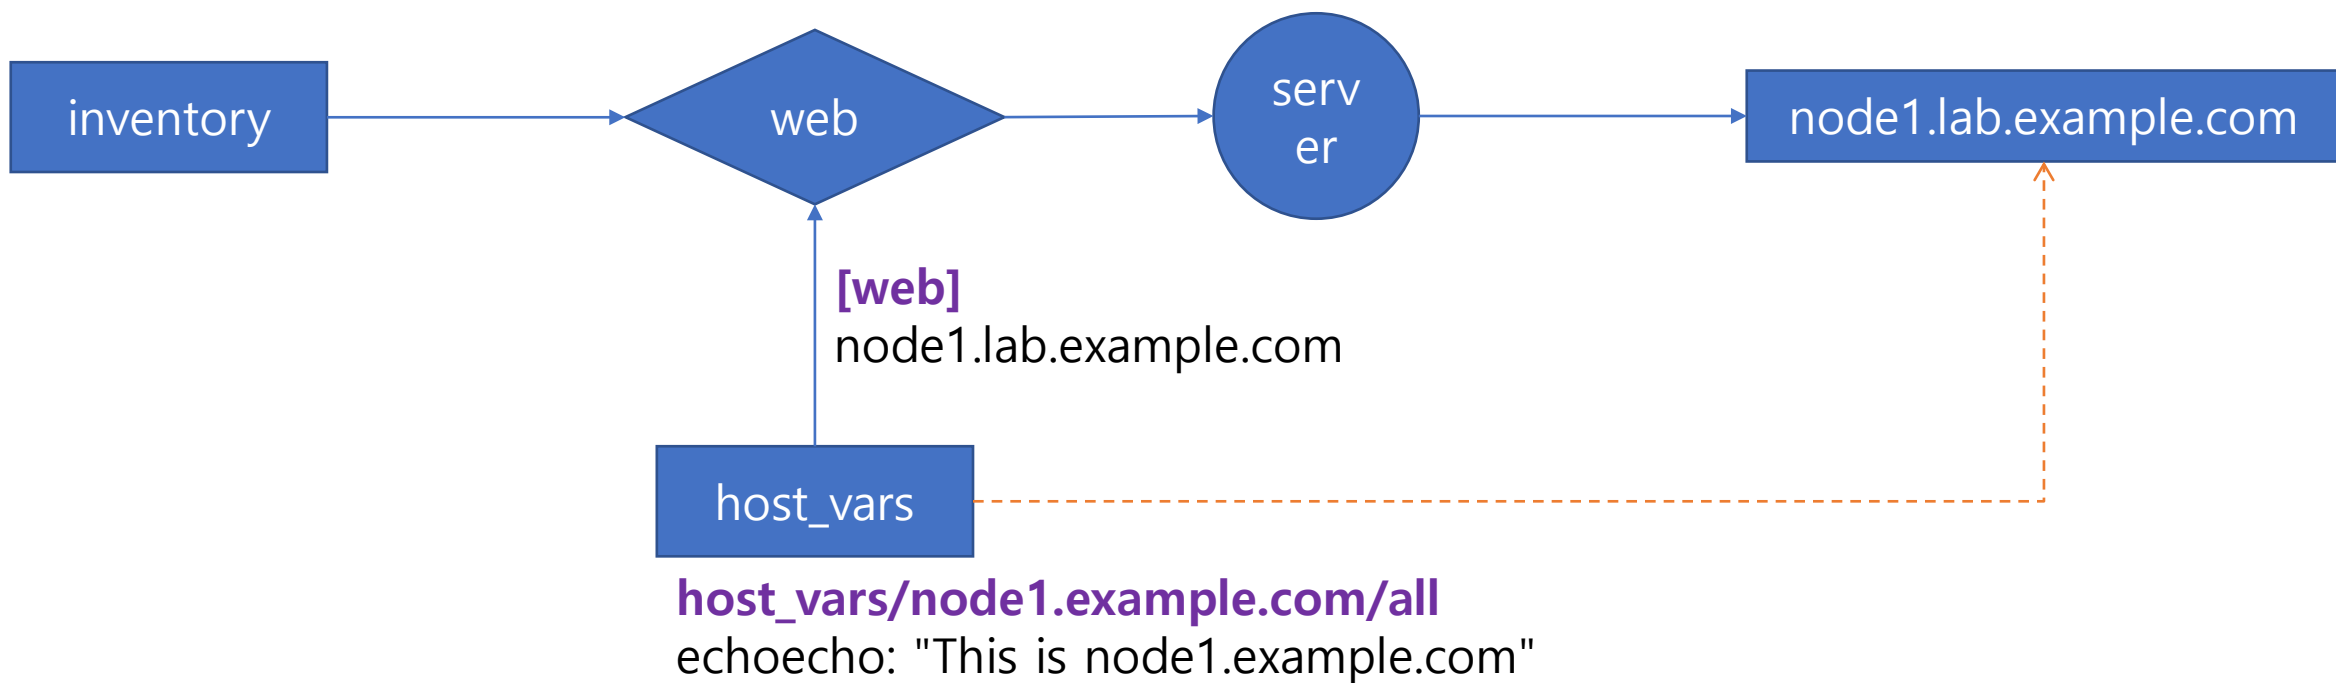 inventory
web
serv
er
node1.lab.example.com
[web]
node1.lab.example.com
host_vars
host_vars/node1.example.com/all
echoecho: "This is node1.example.com"